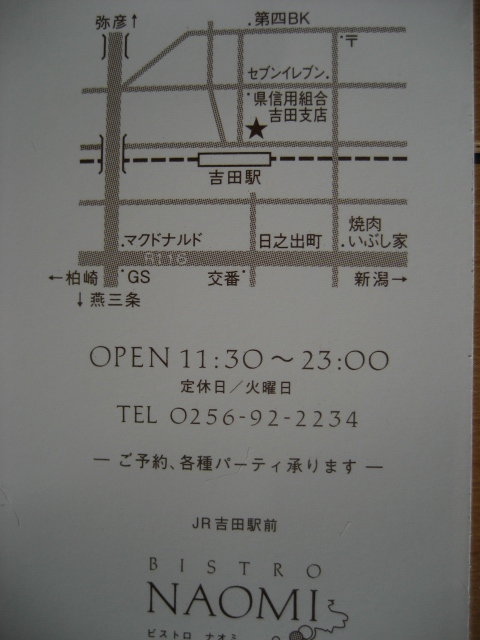 弥彦↑
第四BK
〒
セブンイレブン
県信用組合
吉田支店
★
吉田駅
焼肉
いぶし家
マクドナルド
日之出町
R116
←柏崎
GS
交番
新潟→
↓燕三条
OPEN 11:30～23:00
定休日／火曜日
TEL 0256-92-2234
— ご予約、各種パーティ承ります —
JR吉田駅前
BISTRO
NAOMI
ビストロ ナオミ